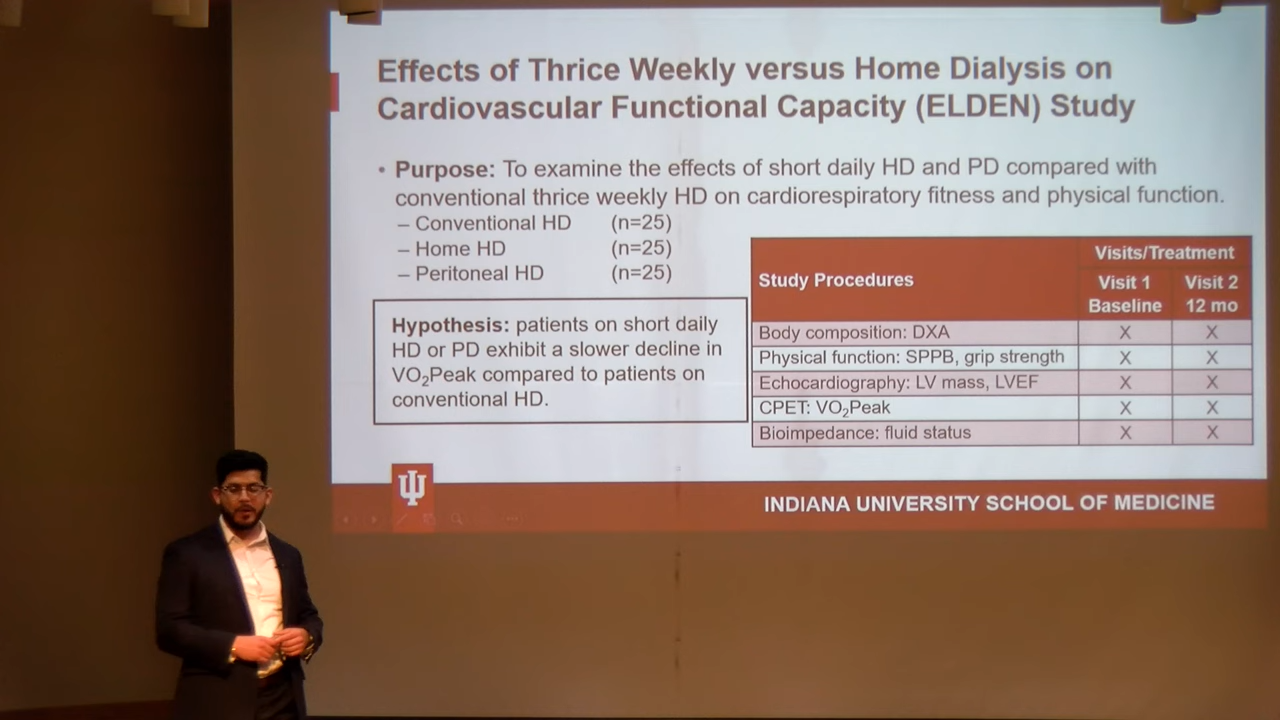 Effects of Thrice Weekly versus Home Dialysis on
Cardiovascular Functional Capacity (ELDEN) Study
• Purpose: To examine the effects of short daily HD and PD compared with
conventional thrice weekly HD on cardiorespiratory fitness and physical function.
– Conventional HD (n=25)
– Home HD (n=25)
– Peritoneal HD (n=25)
Hypothesis: patients on short daily
HD or PD exhibit a slower decline in
VO₂Peak compared to patients on
conventional HD.
Study Procedures
Visits/Treatment
Visit 1 Visit 2
Baseline 12 mo
Body composition: DXA X X
Physical function: SPPB, grip strength X X
Echocardiography: LV mass, LVEF X X
CPET: VO₂Peak X X
Bioimpedance: fluid status X X
INDIANA UNIVERSITY SCHOOL OF MEDICINE